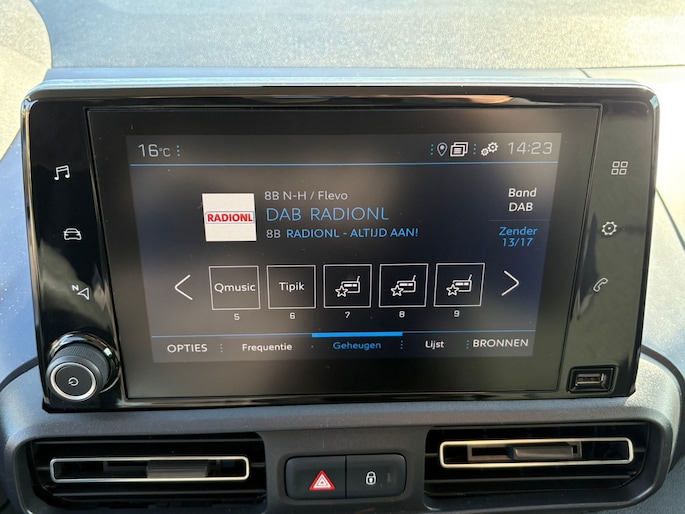 16°C
14:23
8B N-H / Flevo
DAB RADIONL
8B RADIONL - ALTIJD AAN!
RADIONL
Band
DAB
Zender
13/17
Qmusic
Tipik
5 6 7 8 9
OPTIES Frequentie Geheugen Lijst BRONNEN
N